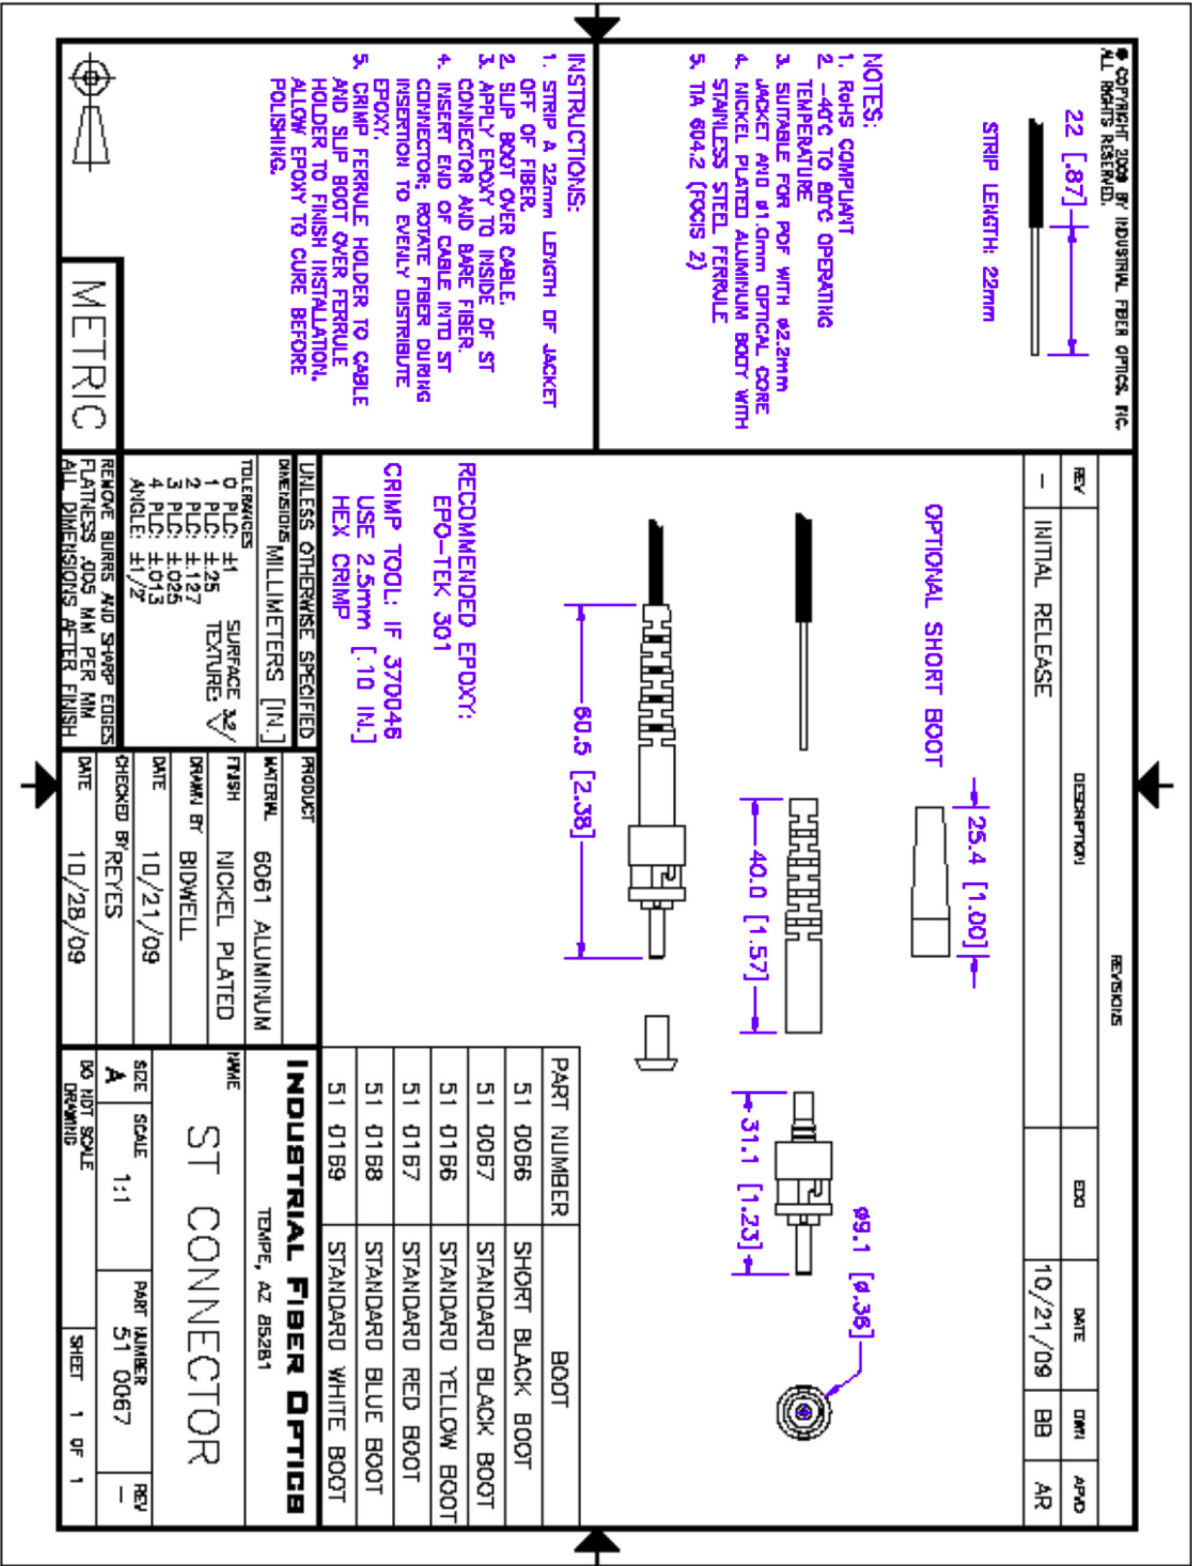 © COPYRIGHT 2009 BY INDUSTRIAL FIBER OPTICS, INC.
ALL RIGHTS RESERVED.
22 [.87]
STRIP LENGTH: 22mm
NOTES:
1. RoHS COMPLIANT
2. -40°C TO 80°C OPERATING
TEMPERATURE
3. SUITABLE FOR POF WITH ø2.2mm
JACKET AND ø1.0mm OPTICAL CORE
4. NICKEL PLATED ALUMINUM BODY WITH
STAINLESS STEEL FERRULE
5. TIA 604.2 (FOCIS 2)
INSTRUCTIONS:
1. STRIP A 22mm LENGTH OF JACKET
OFF OF FIBER.
2. SLIP BOOT OVER CABLE.
3. APPLY EPOXY TO INSIDE OF ST
CONNECTOR AND BARE FIBER.
4. INSERT END OF CABLE INTO ST
CONNECTOR; ROTATE FIBER DURING
INSERTION TO EVENLY DISTRIBUTE
EPOXY.
5. CRIMP FERRULE HOLDER TO CABLE
AND SLIP BOOT OVER FERRULE
HOLDER TO FINISH INSTALLATION.
ALLOW EPOXY TO CURE BEFORE
POLISHING.
METRIC
REVISIONS
REV DESCRIPTION ECO DATE DWN APVD
- INITIAL RELEASE 10/21/09 BB AR
OPTIONAL SHORT BOOT
25.4 [1.00]
40.0 [1.57]
31.1 [1.23]
ø9.1 [ø.36]
60.5 [2.38]
RECOMMENDED EPOXY:
EPO-TEK 301
CRIMP TOOL: IF 370046
USE 2.5mm [.10 IN.]
HEX CRIMP
PART NUMBER BOOT
51 0066 SHORT BLACK BOOT
51 0067 STANDARD BLACK BOOT
51 0166 STANDARD YELLOW BOOT
51 0167 STANDARD RED BOOT
51 0168 STANDARD BLUE BOOT
51 0169 STANDARD WHITE BOOT
UNLESS OTHERWISE SPECIFIED
DIMENSIONS MILLIMETERS [IN.]
TOLERANCES
0 PLC: ±1
1 PLC: ±.25
2 PLC: ±.127
3 PLC: ±.025
4 PLC: ±.013
ANGLE: ±1/2°
SURFACE 3.2
TEXTURE:
REMOVE BURRS AND SHARP EDGES
FLATNESS .005 MM PER MM
ALL DIMENSIONS AFTER FINISH
PRODUCT
MATERIAL 6061 ALUMINUM
FINISH NICKEL PLATED
DRAWN BY BIDWELL
DATE 10/21/09
CHECKED BY REYES
DATE 10/28/09
INDUSTRIAL FIBER OPTICS
TEMPE, AZ 85281
NAME
ST CONNECTOR
SIZE A
SCALE 1:1
PART NUMBER
51 0067
REV -
DO NOT SCALE
DRAWING
SHEET 1 OF 1